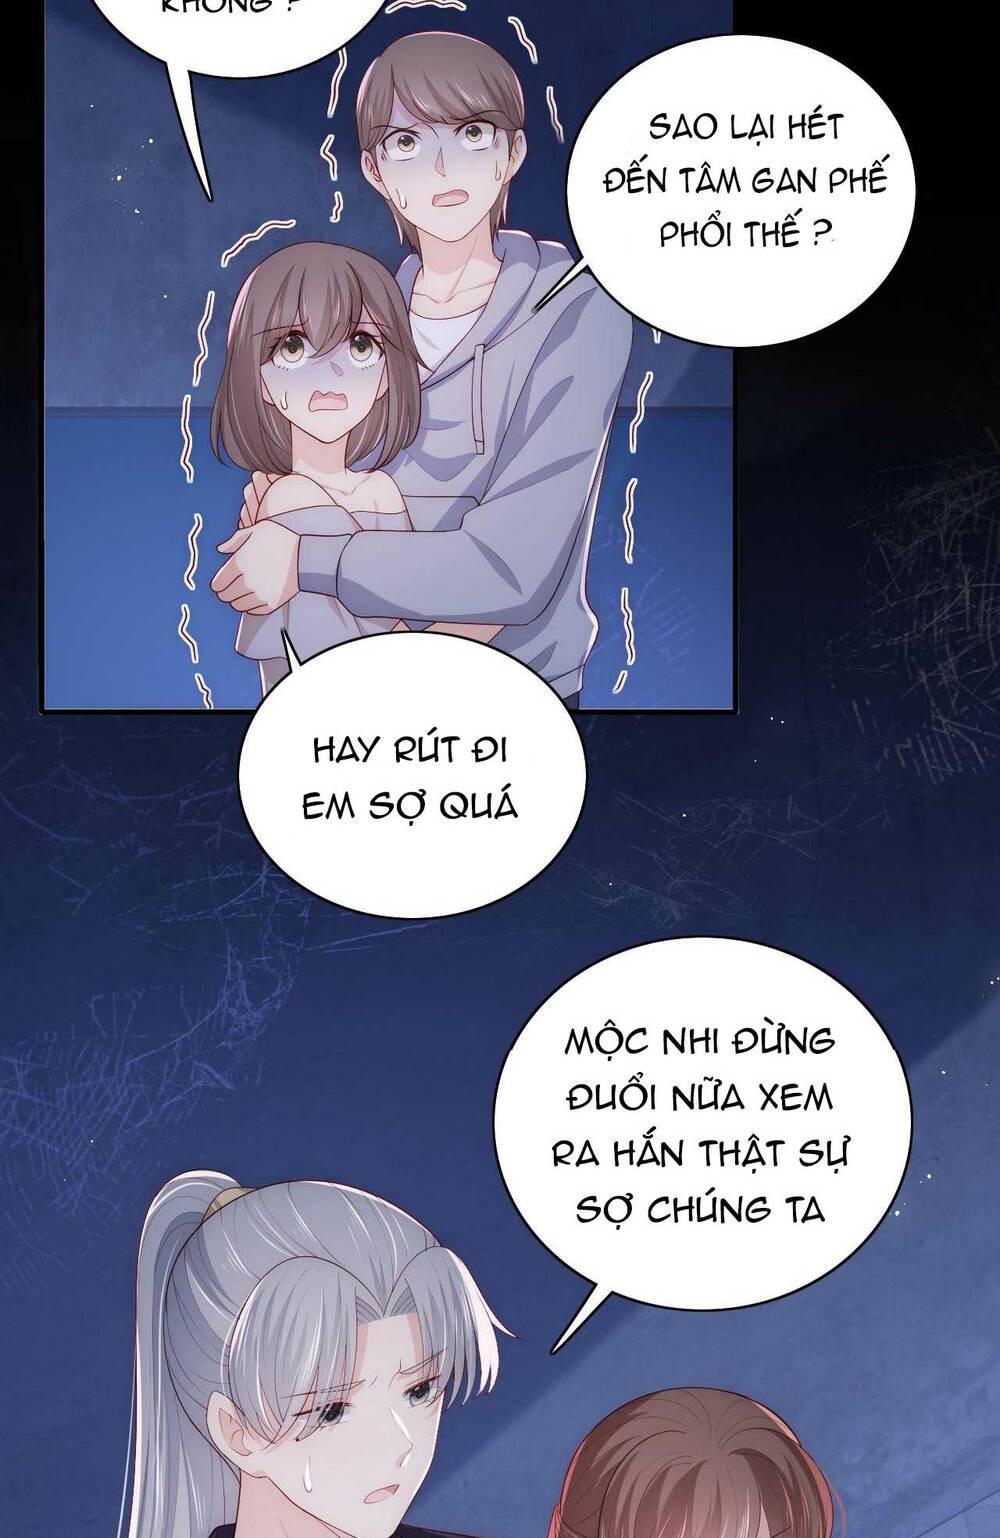 KHÔNG ?
SAO LẠI HÉT
ĐẾN TÂM GAN PHẾ
PHỔI THẾ ?
HAY RÚT ĐI
EM SỢ QUÁ
MỘC NHI ĐỪNG
ĐUỔI NỮA XEM
RA HẮN THẬT SỰ
SỢ CHÚNG TA